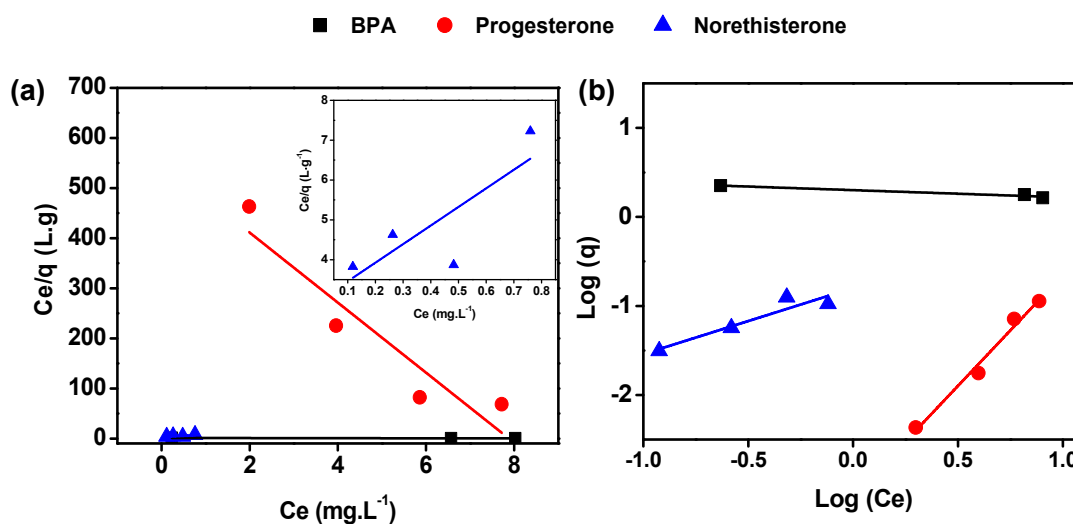 BPA Progesterone Norethisterone
(a)
700
600
500
400
300
200
100
0
Ce/q (L.g)
0 2 4 6 8
Ce (mg.L⁻¹)
8
7
6
5
4
Ce/q (L·g⁻¹)
0.1 0.2 0.3 0.4 0.5 0.6 0.7 0.8
Ce (mg.L⁻¹)
(b)
1
0
-1
-2
Log (q)
-1.0 -0.5 0.0 0.5 1.0
Log (Ce)